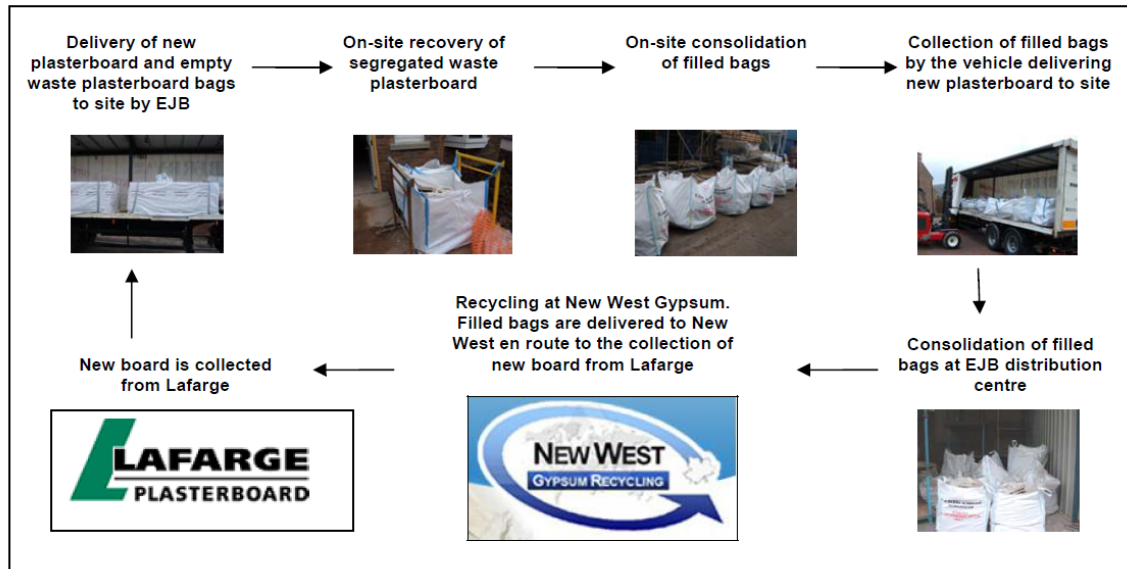 Delivery of new
plasterboard and empty
waste plasterboard bags
to site by EJB
On-site recovery of
segregated waste
plasterboard
On-site consolidation
of filled bags
Collection of filled bags
by the vehicle delivering
new plasterboard to site
Consolidation of filled
bags at EJB distribution
centre
Recycling at New West Gypsum.
Filled bags are delivered to New
West en route to the collection of
new board from Lafarge
NEW WEST
GYPSUM RECYCLING
New board is collected
from Lafarge
LAFARGE
PLASTERBOARD